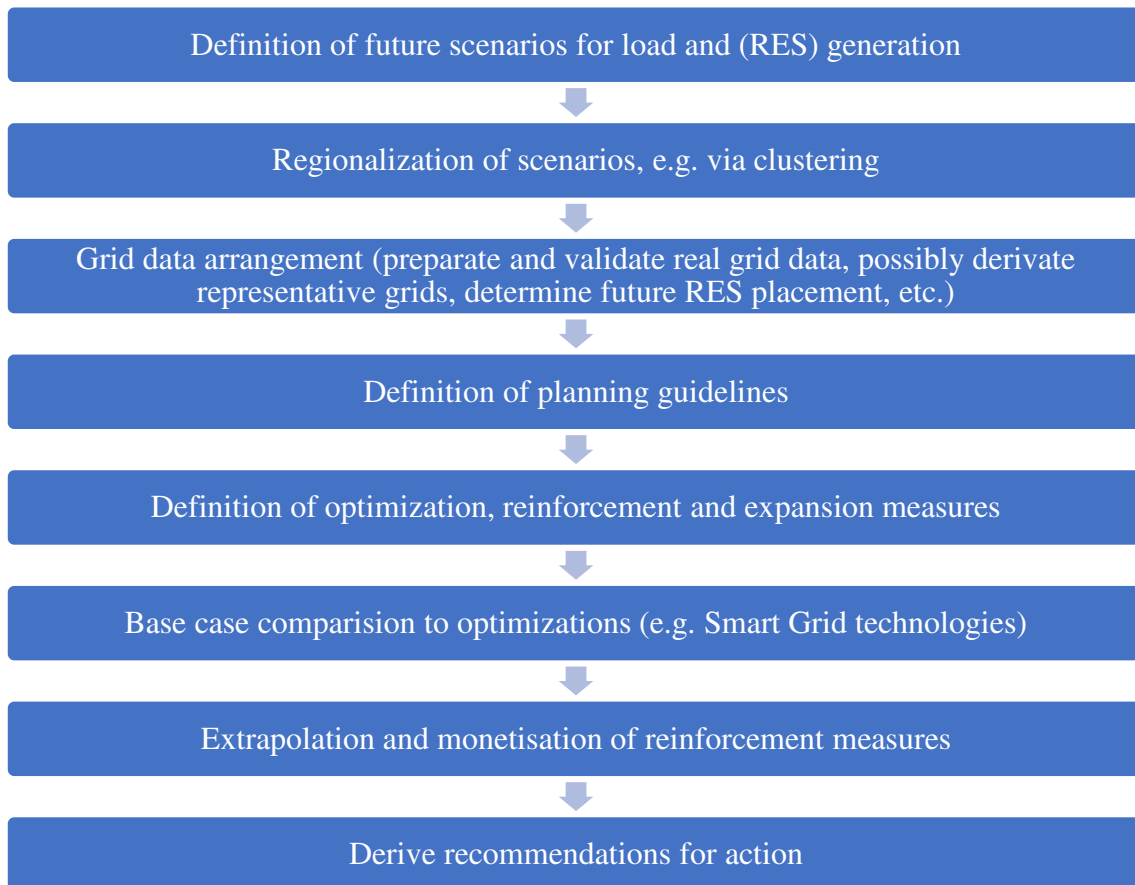 Definition of future scenarios for load and (RES) generation
Regionalization of scenarios, e.g. via clustering
Grid data arrangement (preparate and validate real grid data, possibly derivate
representative grids, determine future RES placement, etc.)
Definition of planning guidelines
Definition of optimization, reinforcement and expansion measures
Base case comparision to optimizations (e.g. Smart Grid technologies)
Extrapolation and monetisation of reinforcement measures
Derive recommendations for action